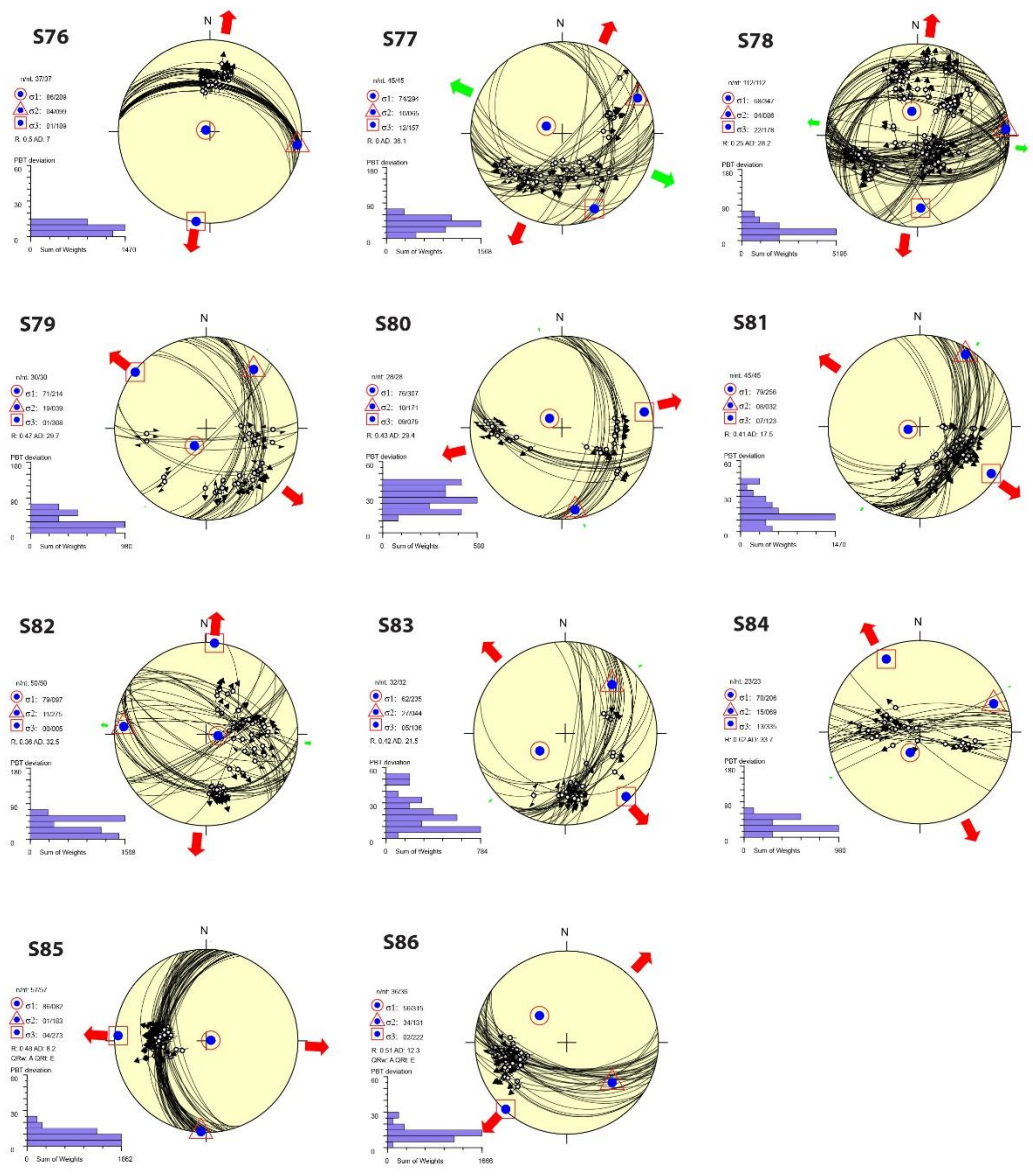 S76
N
n/nt: 37/37
σ1: 86/289
σ2: 04/099
σ3: 01/189
R: 0.5 AD: 7
PBT deviation
60
30
0
0 Sum of Weights 1470
S77
N
n/nt: 45/45
σ1: 74/294
σ2: 10/065
σ3: 12/157
R: 0 AD: 36.1
PBT deviation
180
90
0
0 Sum of Weights 1568
S78
N
n/nt: 112/112
σ1: 68/347
σ2: 04/086
σ3: 22/178
R: 0.25 AD: 28.2
PBT deviation
180
90
0
0 Sum of Weights 5195
S79
N
n/nt: 30/30
σ1: 71/214
σ2: 19/039
σ3: 01/308
R: 0.47 AD: 29.7
PBT deviation
180
90
0
0 Sum of Weights 980
S80
N
n/nt: 28/28
σ1: 76/307
σ2: 10/171
σ3: 09/079
R: 0.43 AD: 29.4
PBT deviation
60
30
0
0 Sum of Weights 588
S81
N
n/nt: 45/45
σ1: 79/256
σ2: 08/032
σ3: 07/123
R: 0.41 AD: 17.5
PBT deviation
60
30
0
0 Sum of Weights 1470
S82
N
n/nt: 50/50
σ1: 79/097
σ2: 11/275
σ3: 00/005
R: 0.36 AD: 32.5
PBT deviation
180
90
0
0 Sum of Weights 1568
S83
N
n/nt: 32/32
σ1: 62/235
σ2: 27/044
σ3: 05/136
R: 0.42 AD: 21.5
PBT deviation
60
30
0
0 Sum of Weights 784
S84
N
n/nt: 23/23
σ1: 70/206
σ2: 15/069
σ3: 13/335
R: 0.62 AD: 33.7
PBT deviation
180
90
0
0 Sum of Weights 980
S85
N
n/nt: 57/57
σ1: 86/082
σ2: 01/183
σ3: 04/273
R: 0.48 AD: 8.2
QRw: A QRt: E
PBT deviation
60
30
0
0 Sum of Weights 1862
S86
N
n/nt: 36/36
σ1: 56/315
σ2: 34/131
σ3: 02/222
R: 0.51 AD: 12.3
PBT deviation
60
30
0
0 Sum of Weights 1666